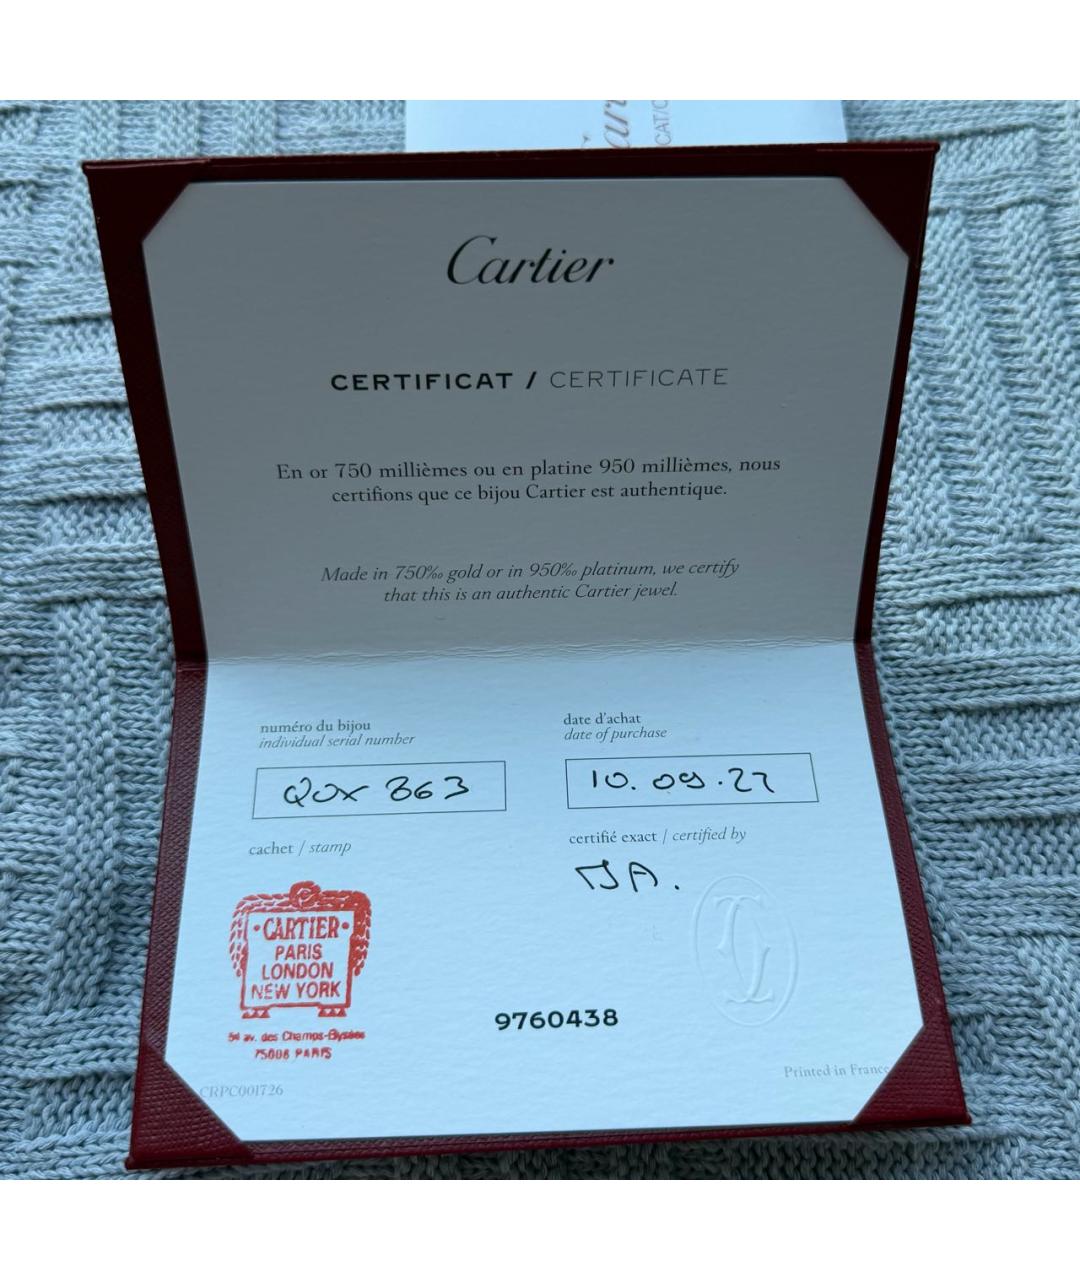 Cartier
CERTIFICAT / CERTIFICATE
En or 750 millièmes ou en platine 950 millièmes, nous
certifions que ce bijou Cartier est authentique.
Made in 750‰ gold or in 950‰ platinum, we certify
that this is an authentic Cartier jewel.
numéro du bijou
individual serial number
date d'achat
date of purchase
863
10. 09.
cachet / stamp
certifié exact / certified by
·CARTIER·
PARIS
LONDON
NEW YORK
54 av. des Champs-Elysées
75008 PARIS
9760438
CRPC001726
Printed in France